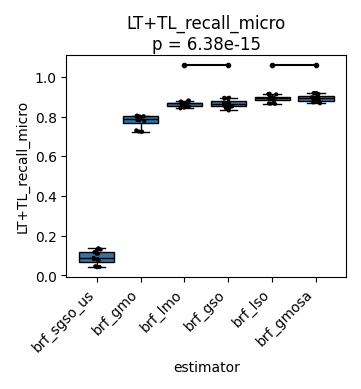 LT+TL_recall_micro
p = 6.38e-15
LT+TL_recall_micro
1.0
0.8
0.6
0.4
0.2
0.0
brf_sgso_us
brf_gmo
brf_lmo
brf_gso
brf_lso
brf_gmosa
estimator